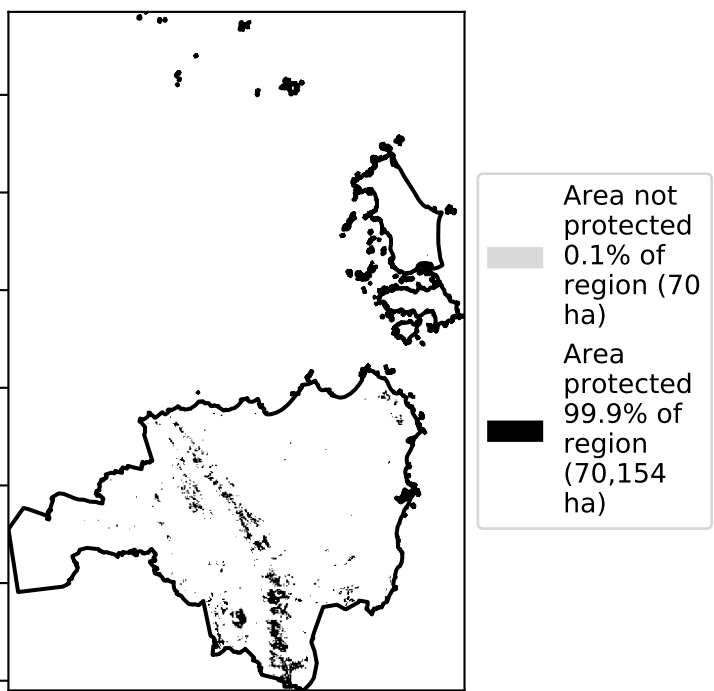 Area not
protected
0.1% of
region (70
ha)
Area
protected
99.9% of
region
(70,154
ha)